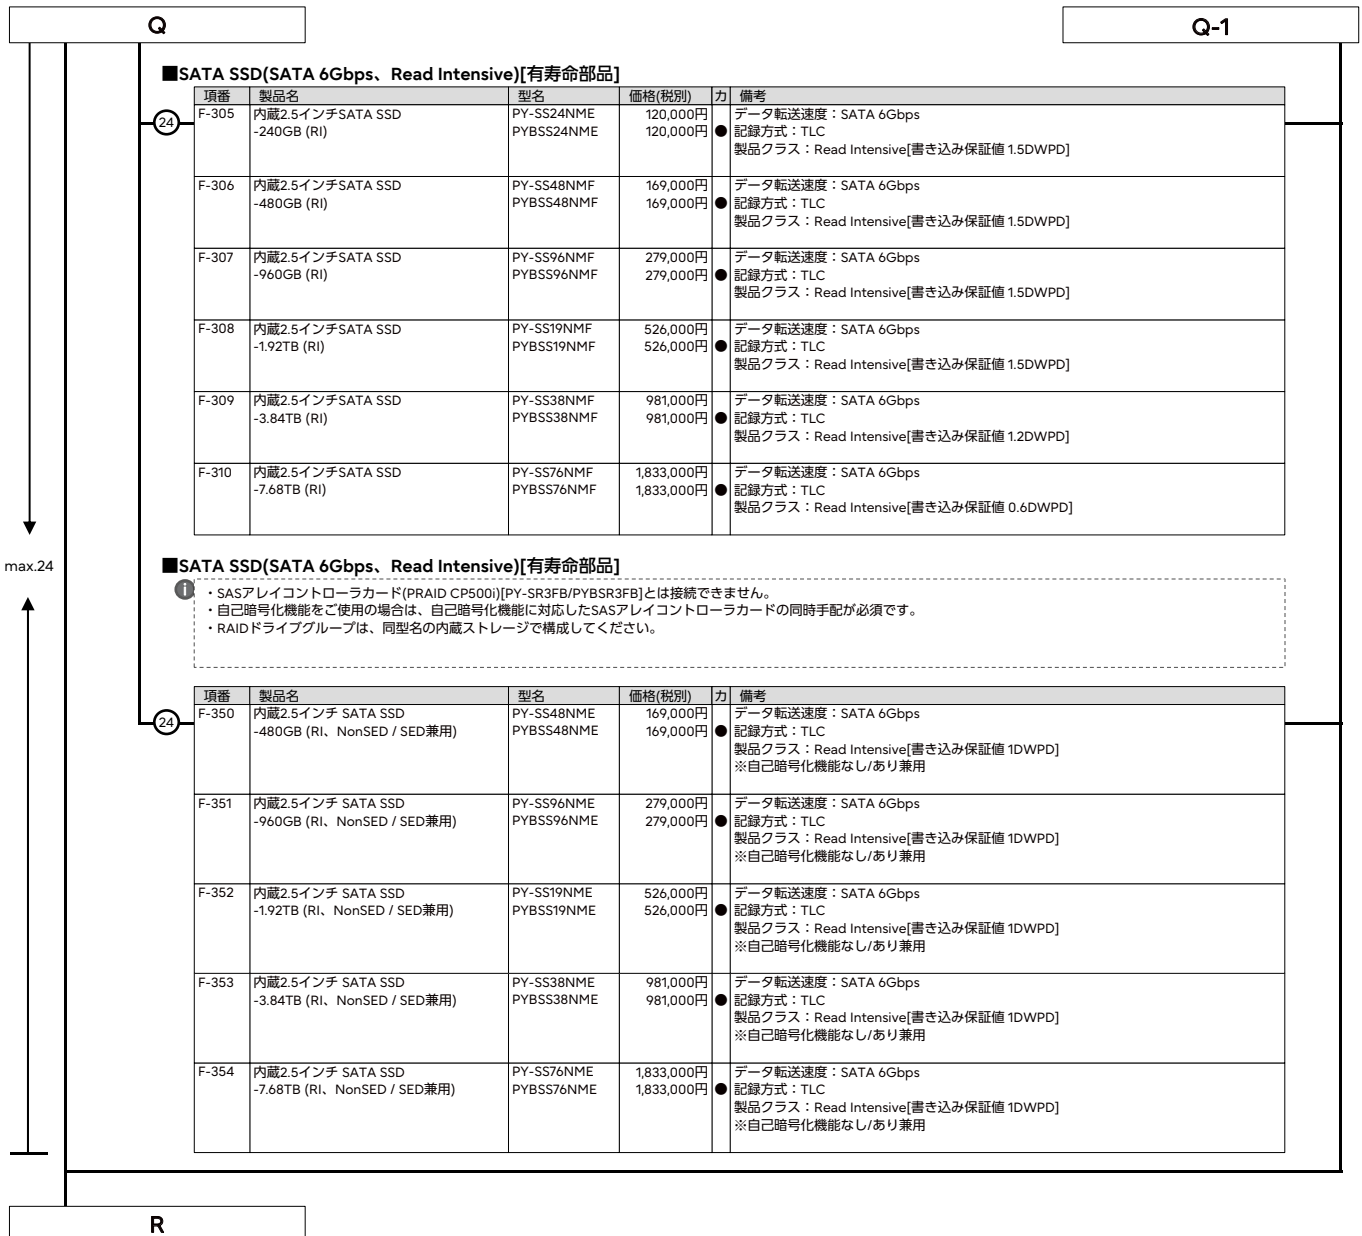 Q
Q-1
■SATA SSD(SATA 6Gbps、Read Intensive)[有寿命部品]
項番 製品名 型名 価格(税別) カ 備考
24
F-305 内蔵2.5インチSATA SSD PY-SS24NME 120,000円 データ転送速度：SATA 6Gbps
-240GB (RI) PYBSS24NME 120,000円 ● 記録方式：TLC
製品クラス：Read Intensive[書き込み保証値 1.5DWPD]
F-306 内蔵2.5インチSATA SSD PY-SS48NMF 169,000円 データ転送速度：SATA 6Gbps
-480GB (RI) PYBSS48NMF 169,000円 ● 記録方式：TLC
製品クラス：Read Intensive[書き込み保証値 1.5DWPD]
F-307 内蔵2.5インチSATA SSD PY-SS96NMF 279,000円 データ転送速度：SATA 6Gbps
-960GB (RI) PYBSS96NMF 279,000円 ● 記録方式：TLC
製品クラス：Read Intensive[書き込み保証値 1.5DWPD]
F-308 内蔵2.5インチSATA SSD PY-SS19NMF 526,000円 データ転送速度：SATA 6Gbps
-1.92TB (RI) PYBSS19NMF 526,000円 ● 記録方式：TLC
製品クラス：Read Intensive[書き込み保証値 1.5DWPD]
F-309 内蔵2.5インチSATA SSD PY-SS38NMF 981,000円 データ転送速度：SATA 6Gbps
-3.84TB (RI) PYBSS38NMF 981,000円 ● 記録方式：TLC
製品クラス：Read Intensive[書き込み保証値 1.2DWPD]
F-310 内蔵2.5インチSATA SSD PY-SS76NMF 1,833,000円 データ転送速度：SATA 6Gbps
-7.68TB (RI) PYBSS76NMF 1,833,000円 ● 記録方式：TLC
製品クラス：Read Intensive[書き込み保証値 0.6DWPD]
max.24
■SATA SSD(SATA 6Gbps、Read Intensive)[有寿命部品]
i
・SASアレイコントローラカード(PRAID CP500i)[PY-SR3FB/PYBSR3FB]とは接続できません。
・自己暗号化機能をご使用の場合は、自己暗号化機能に対応したSASアレイコントローラカードの同時手配が必須です。
・RAIDドライブグループは、同型名の内蔵ストレージで構成してください。
項番 製品名 型名 価格(税別) カ 備考
24
F-350 内蔵2.5インチ SATA SSD PY-SS48NME 169,000円 データ転送速度：SATA 6Gbps
-480GB (RI、NonSED / SED兼用) PYBSS48NME 169,000円 ● 記録方式：TLC
製品クラス：Read Intensive[書き込み保証値 1DWPD]
※自己暗号化機能なし/あり兼用
F-351 内蔵2.5インチ SATA SSD PY-SS96NME 279,000円 データ転送速度：SATA 6Gbps
-960GB (RI、NonSED / SED兼用) PYBSS96NME 279,000円 ● 記録方式：TLC
製品クラス：Read Intensive[書き込み保証値 1DWPD]
※自己暗号化機能なし/あり兼用
F-352 内蔵2.5インチ SATA SSD PY-SS19NME 526,000円 データ転送速度：SATA 6Gbps
-1.92TB (RI、NonSED / SED兼用) PYBSS19NME 526,000円 ● 記録方式：TLC
製品クラス：Read Intensive[書き込み保証値 1DWPD]
※自己暗号化機能なし/あり兼用
F-353 内蔵2.5インチ SATA SSD PY-SS38NME 981,000円 データ転送速度：SATA 6Gbps
-3.84TB (RI、NonSED / SED兼用) PYBSS38NME 981,000円 ● 記録方式：TLC
製品クラス：Read Intensive[書き込み保証値 1DWPD]
※自己暗号化機能なし/あり兼用
F-354 内蔵2.5インチ SATA SSD PY-SS76NME 1,833,000円 データ転送速度：SATA 6Gbps
-7.68TB (RI、NonSED / SED兼用) PYBSS76NME 1,833,000円 ● 記録方式：TLC
製品クラス：Read Intensive[書き込み保証値 1DWPD]
※自己暗号化機能なし/あり兼用
R